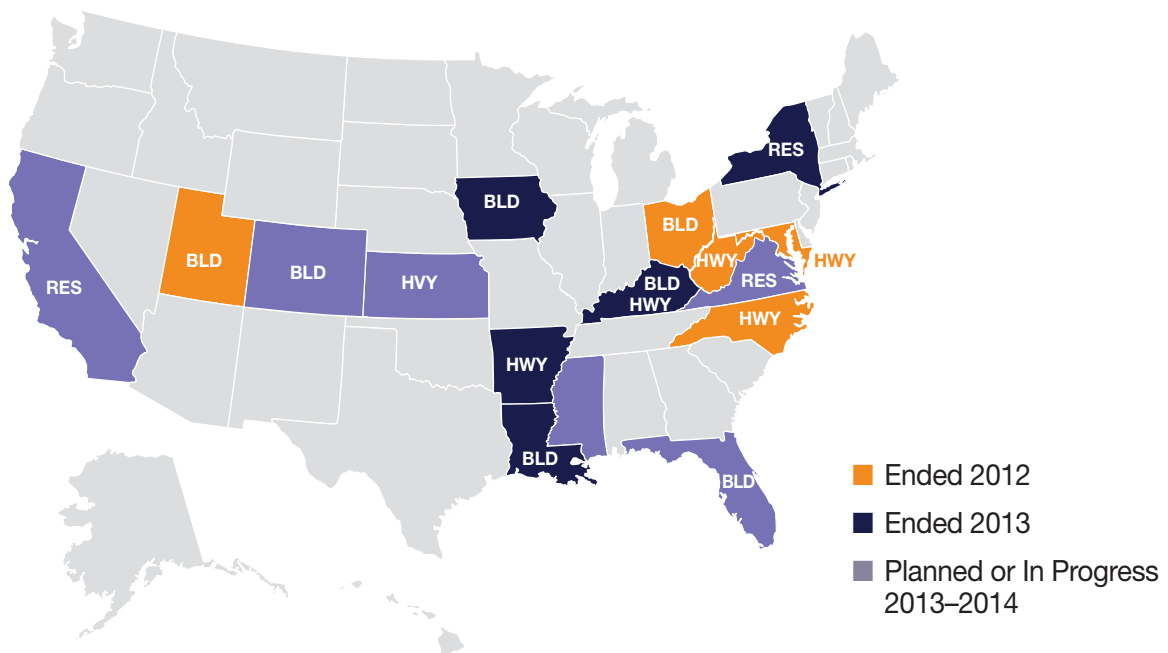 RES
BLD
BLD
BLD
HWY
HWY
RES
BLD
HVY
RES
BLD
HWY
HWY
HWY
BLD
BLD
Ended 2012
Ended 2013
Planned or In Progress
2013–2014